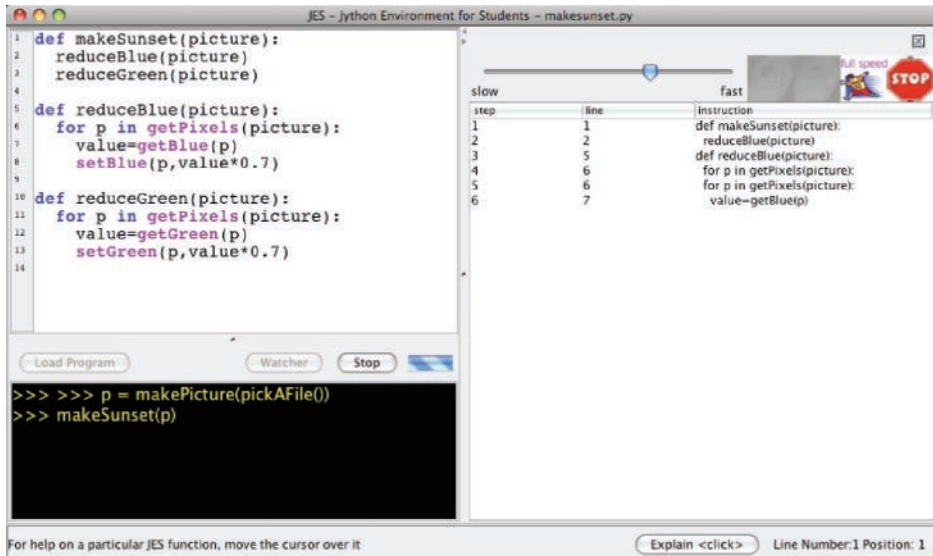 JES - Jython Environment for Students - makesunset.py
1 def makeSunset(picture):
2 reduceBlue(picture)
3 reduceGreen(picture)
4
5 def reduceBlue(picture):
6 for p in getPixels(picture):
7 value=getBlue(p)
8 setBlue(p,value*0.7)
9
10 def reduceGreen(picture):
11 for p in getPixels(picture):
12 value=getGreen(p)
13 setGreen(p,value*0.7)
14
Load Program Watcher Stop
>>> >>> p = makePicture(pickAFile())
>>> makeSunset(p)
full speed
STOP
slow fast
step line instruction
1 1 def makeSunset(picture):
2 2 reduceBlue(picture)
3 5 def reduceBlue(picture):
4 6 for p in getPixels(picture):
5 6 for p in getPixels(picture):
6 7 value=getBlue(p)
For help on a particular JES function, move the cursor over it
Explain <click> Line Number:1 Position: 1